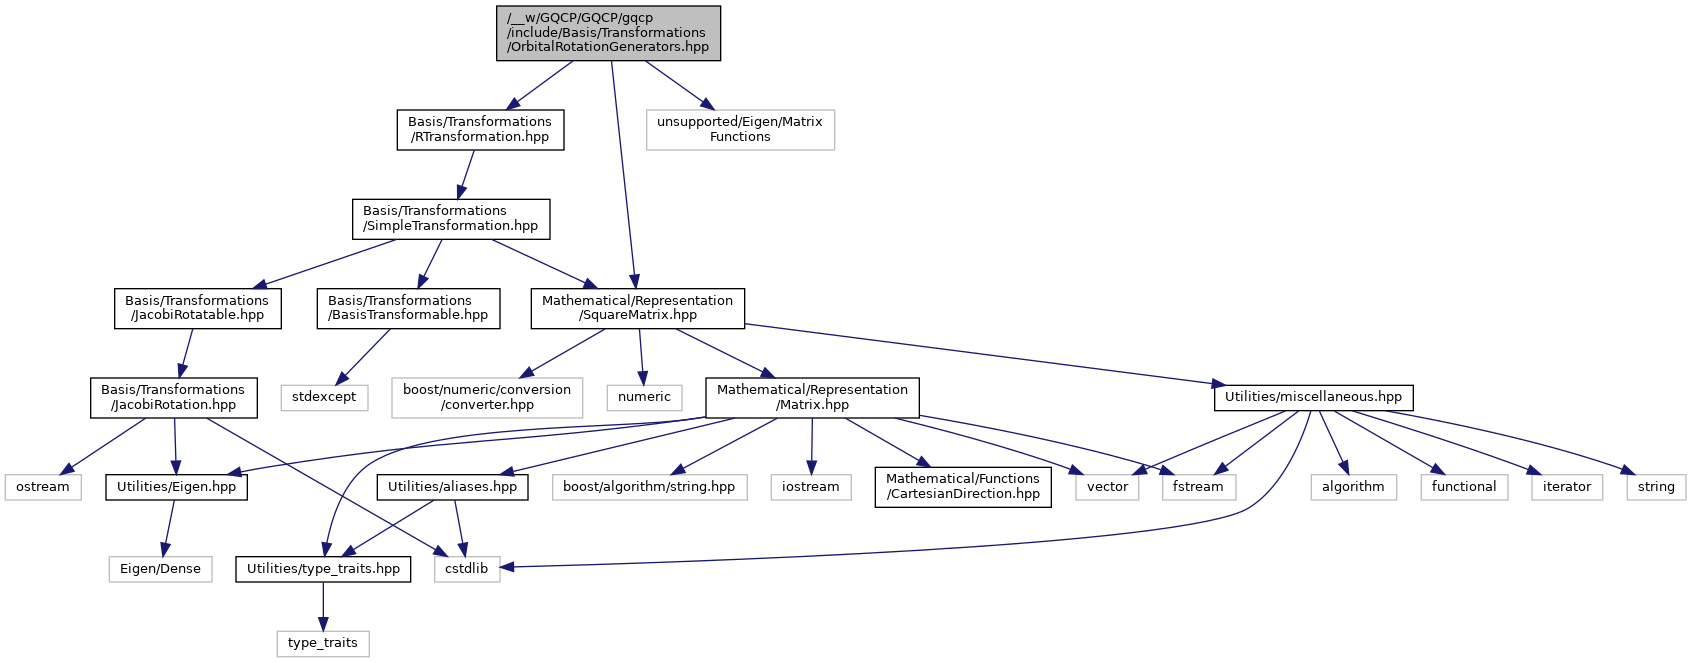 /__w/GQCP/GQCP/gqcp
/include/Basis/Transformations
/OrbitalRotationGenerators.hpp
Basis/Transformations
/RTransformation.hpp
unsupported/Eigen/Matrix
Functions
Basis/Transformations
/SimpleTransformation.hpp
Basis/Transformations
/JacobiRotatable.hpp
Basis/Transformations
/BasisTransformable.hpp
Mathematical/Representation
/SquareMatrix.hpp
Basis/Transformations
/JacobiRotation.hpp
stdexcept
boost/numeric/conversion
/converter.hpp
numeric
Mathematical/Representation
/Matrix.hpp
Utilities/miscellaneous.hpp
ostream
Utilities/Eigen.hpp
Utilities/aliases.hpp
boost/algorithm/string.hpp
iostream
Mathematical/Functions
/CartesianDirection.hpp
vector
fstream
algorithm
functional
iterator
string
Eigen/Dense
Utilities/type_traits.hpp
cstdlib
type_traits